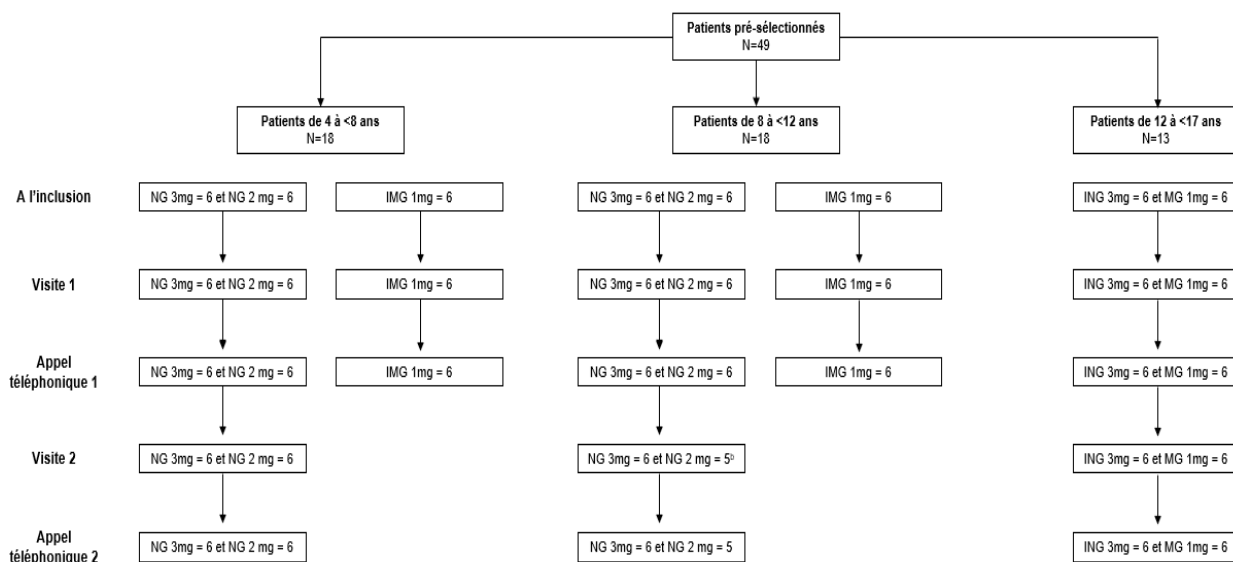 Patients pré-sélectionnés
N=49
Patients de 4 à <8 ans
N=18
Patients de 8 à <12 ans
N=18
Patients de 12 à <17 ans
N=13
A l'inclusion
NG 3mg = 6 et NG 2 mg = 6
IMG 1mg = 6
NG 3mg = 6 et NG 2 mg = 6
IMG 1mg = 6
ING 3mg = 6 et MG 1mg = 6
Visite 1
NG 3mg = 6 et NG 2 mg = 6
IMG 1mg = 6
NG 3mg = 6 et NG 2 mg = 6
IMG 1mg = 6
ING 3mg = 6 et MG 1mg = 6
Appel
téléphonique 1
NG 3mg = 6 et NG 2 mg = 6
IMG 1mg = 6
NG 3mg = 6 et NG 2 mg = 6
IMG 1mg = 6
ING 3mg = 6 et MG 1mg = 6
Visite 2
NG 3mg = 6 et NG 2 mg = 6
NG 3mg = 6 et NG 2 mg = 5ᵇ
ING 3mg = 6 et MG 1mg = 6
Appel
téléphonique 2
NG 3mg = 6 et NG 2 mg = 6
NG 3mg = 6 et NG 2 mg = 5
ING 3mg = 6 et MG 1mg = 6